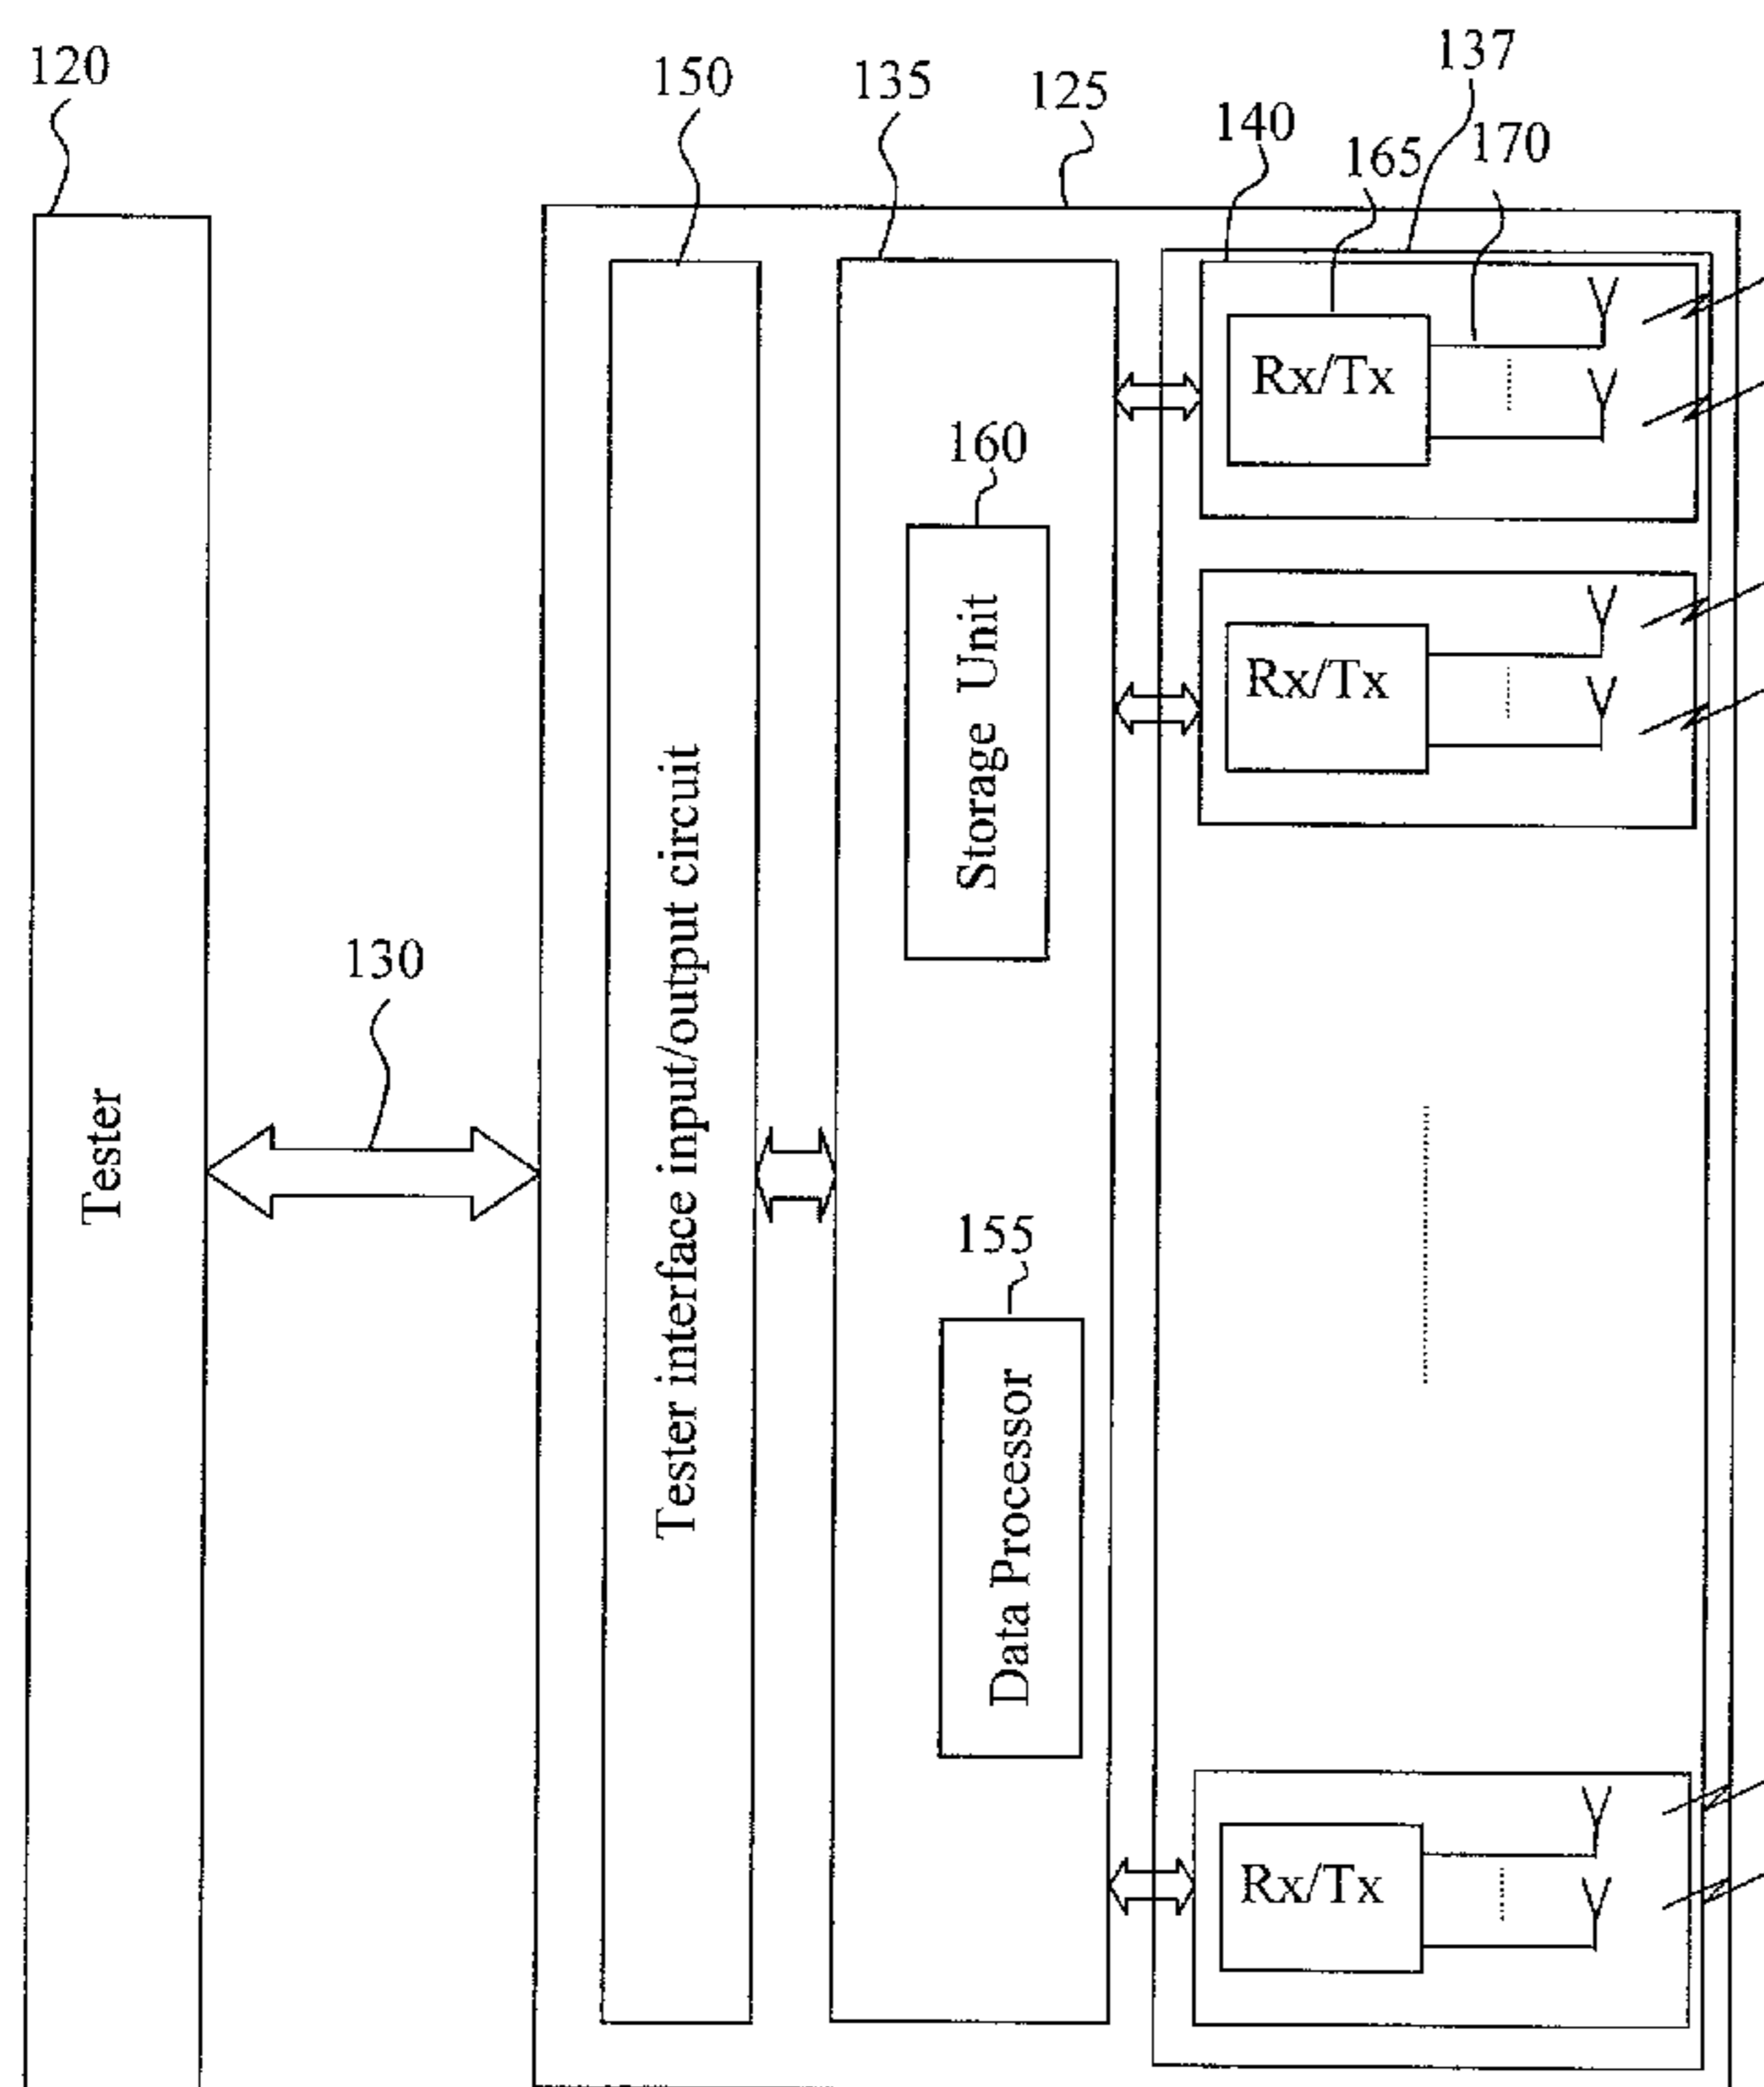 120
150
135
125
137
140
165
170
Rx/Tx
160
Storage Unit
Rx/Tx
130
Tester
Tester interface input/output circuit
155
Data Processor
Rx/Tx